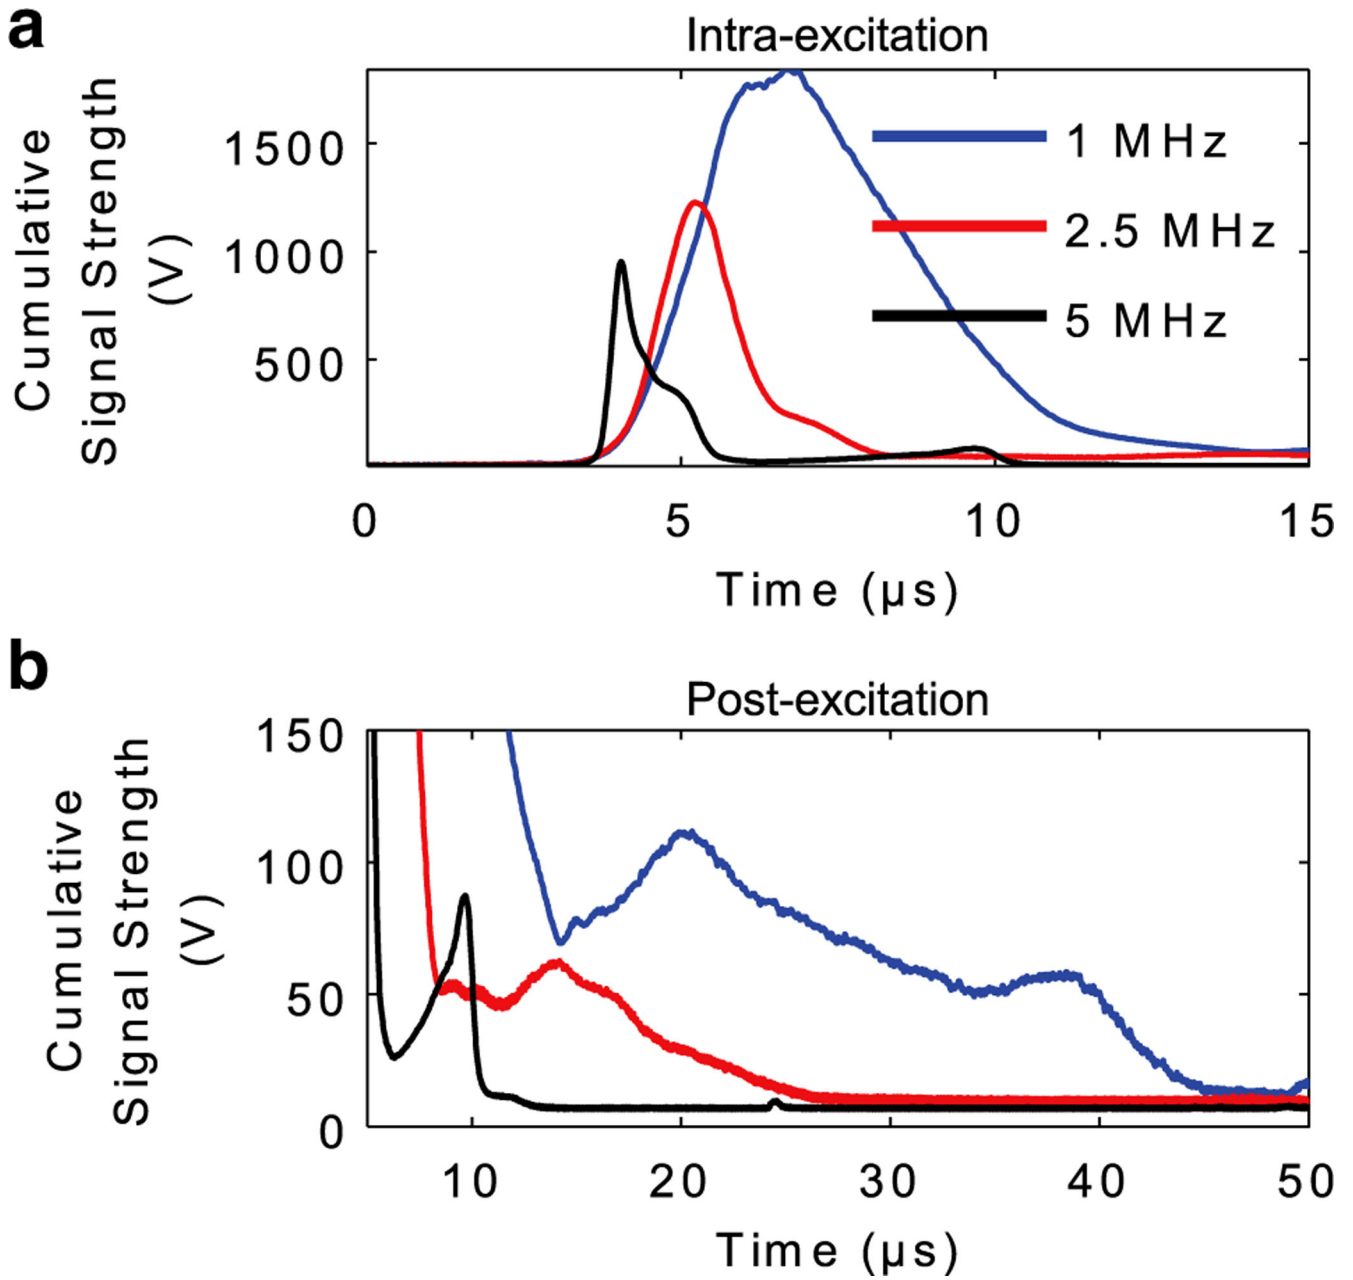 a
Intra-excitation
Cumulative
Signal Strength
(V)
1500
1000
500
1 MHz
2.5 MHz
5 MHz
0 5 10 15
Time (µs)
b
Post-excitation
Cumulative
Signal Strength
(V)
150
100
50
0
10 20 30 40 50
Time (µs)